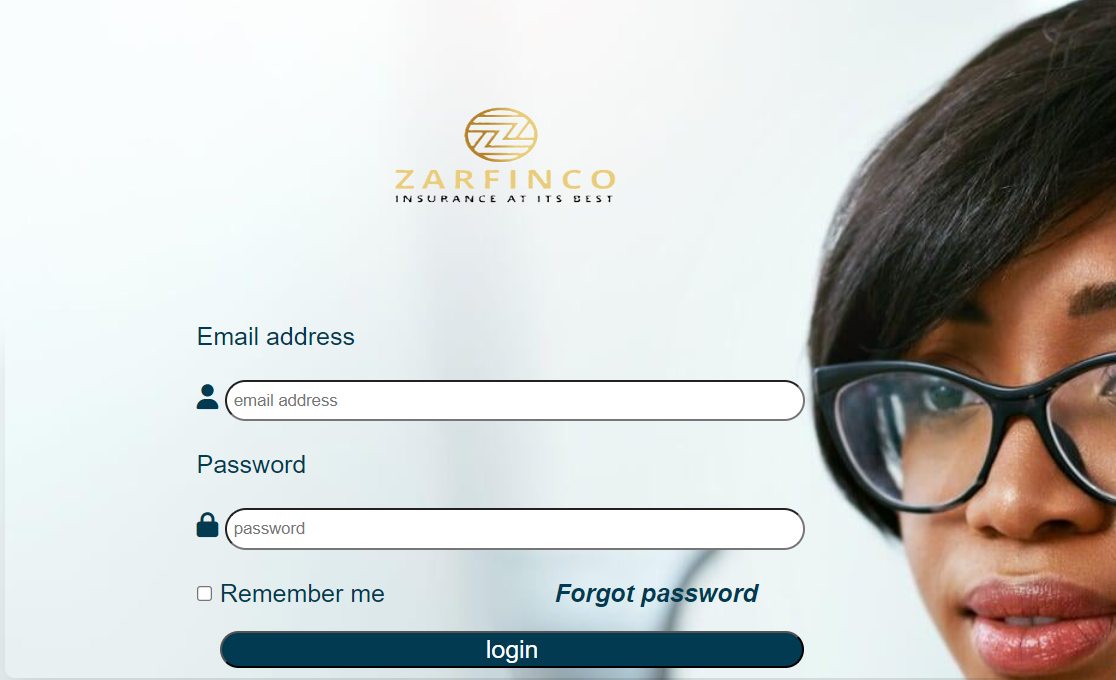 ZARFINCO
INSURANCE AT ITS BEST
Email address
email address
Password
password
Remember me Forgot password
login